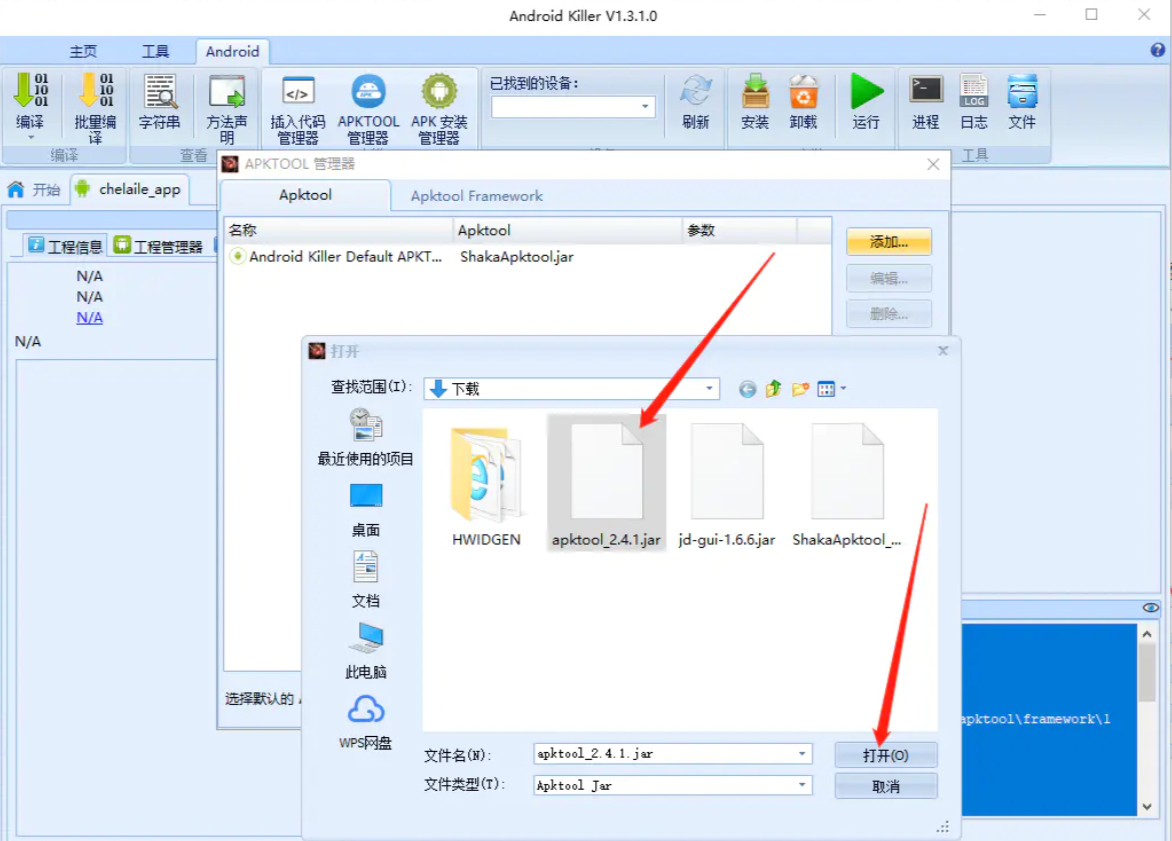 Android Killer V1.3.1.0
主页 工具 Android
已找到的设备：
编译 批量编译 字符串 方法声明 插入代码管理器 APKTOOL管理器 APK 安装管理器 刷新 安装 卸载 运行 进程 日志 文件
编译 查看 工具
APKTOOL 管理器
开始 chelaile_app
Apktool Apktool Framework
名称 Apktool 参数
添加...
工程信息 工程管理器
Android Killer Default APKT... ShakaApktool.jar
N/A
编辑...
N/A
N/A
删除...
N/A
打开
查找范围(I): 下载
最近使用的项目
HWIDGEN apktool_2.4.1.jar jd-gui-1.6.6.jar ShakaApktool_...
桌面
文档
此电脑
选择默认的
apktool\framework\1
WPS网盘
文件名(N): apktool_2.4.1.jar 打开(O)
文件类型(T): Apktool Jar 取消